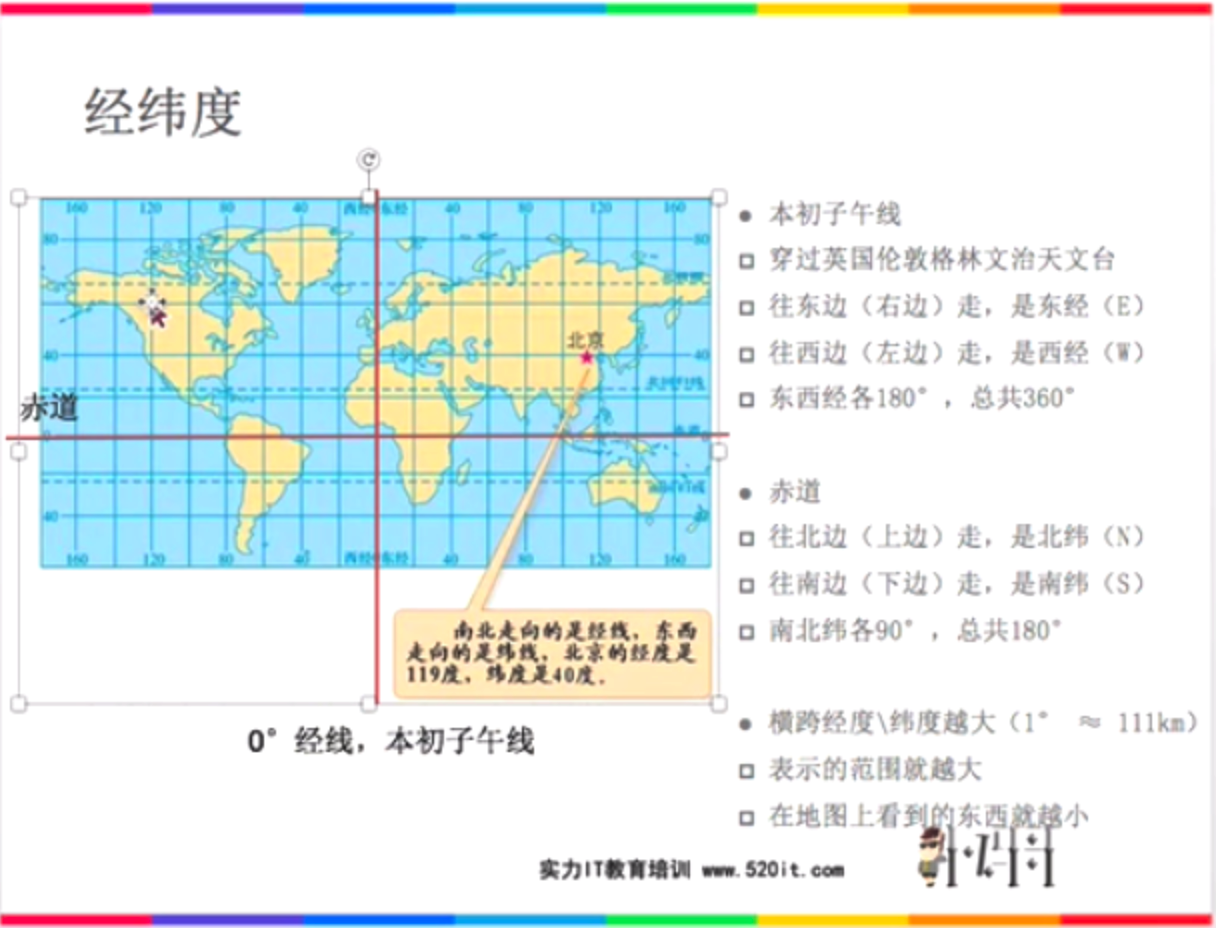 经纬度
160 120 80 40 西经 东经 40 80 120 160
80 80
北京
40 40
赤道
0
40
160 120 80 40 西经 东经 40 80 120 160
南北走向的是经线，东西
走向的是纬线，北京的经度是
119度，纬度是40度。
0°经线，本初子午线
本初子午线
穿过英国伦敦格林文治天文台
往东边（右边）走，是东经（E）
往西边（左边）走，是西经（W）
东西经各180°，总共360°
赤道
往北边（上边）走，是北纬（N）
往南边（下边）走，是南纬（S）
南北纬各90°，总共180°
横跨经度\纬度越大（1° ≈ 111km）
表示的范围就越大
在地图上看到的东西就越小
实力IT教育培训 www.520it.com